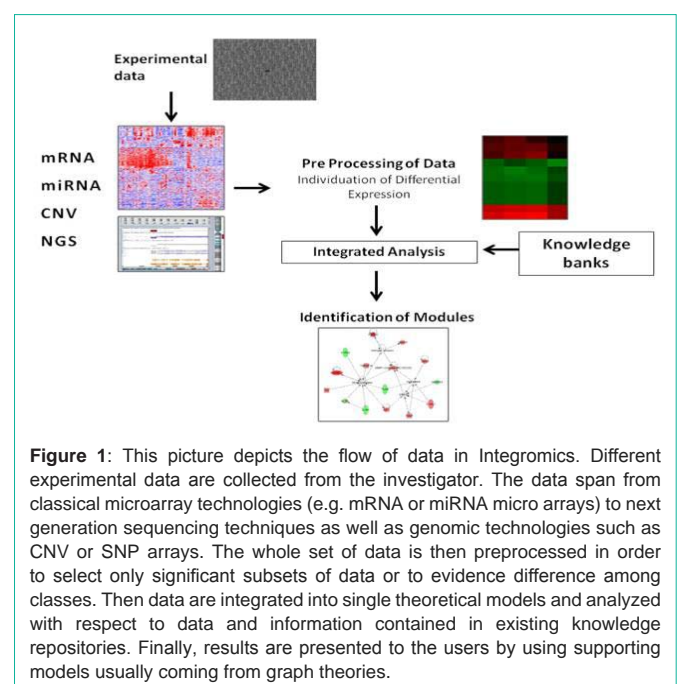 Experimental
data
mRNA
miRNA
CNV
NGS
Pre Processing of Data
Individuation of Differential
Expression
Integrated Analysis
Knowledge
banks
Identification of Modules
Figure 1: This picture depicts the flow of data in Integromics. Different
experimental data are collected from the investigator. The data span from
classical microarray technologies (e.g. mRNA or miRNA micro arrays) to next
generation sequencing techniques as well as genomic technologies such as
CNV or SNP arrays. The whole set of data is then preprocessed in order
to select only significant subsets of data or to evidence difference among
classes. Then data are integrated into single theoretical models and analyzed
with respect to data and information contained in existing knowledge
repositories. Finally, results are presented to the users by using supporting
models usually coming from graph theories.